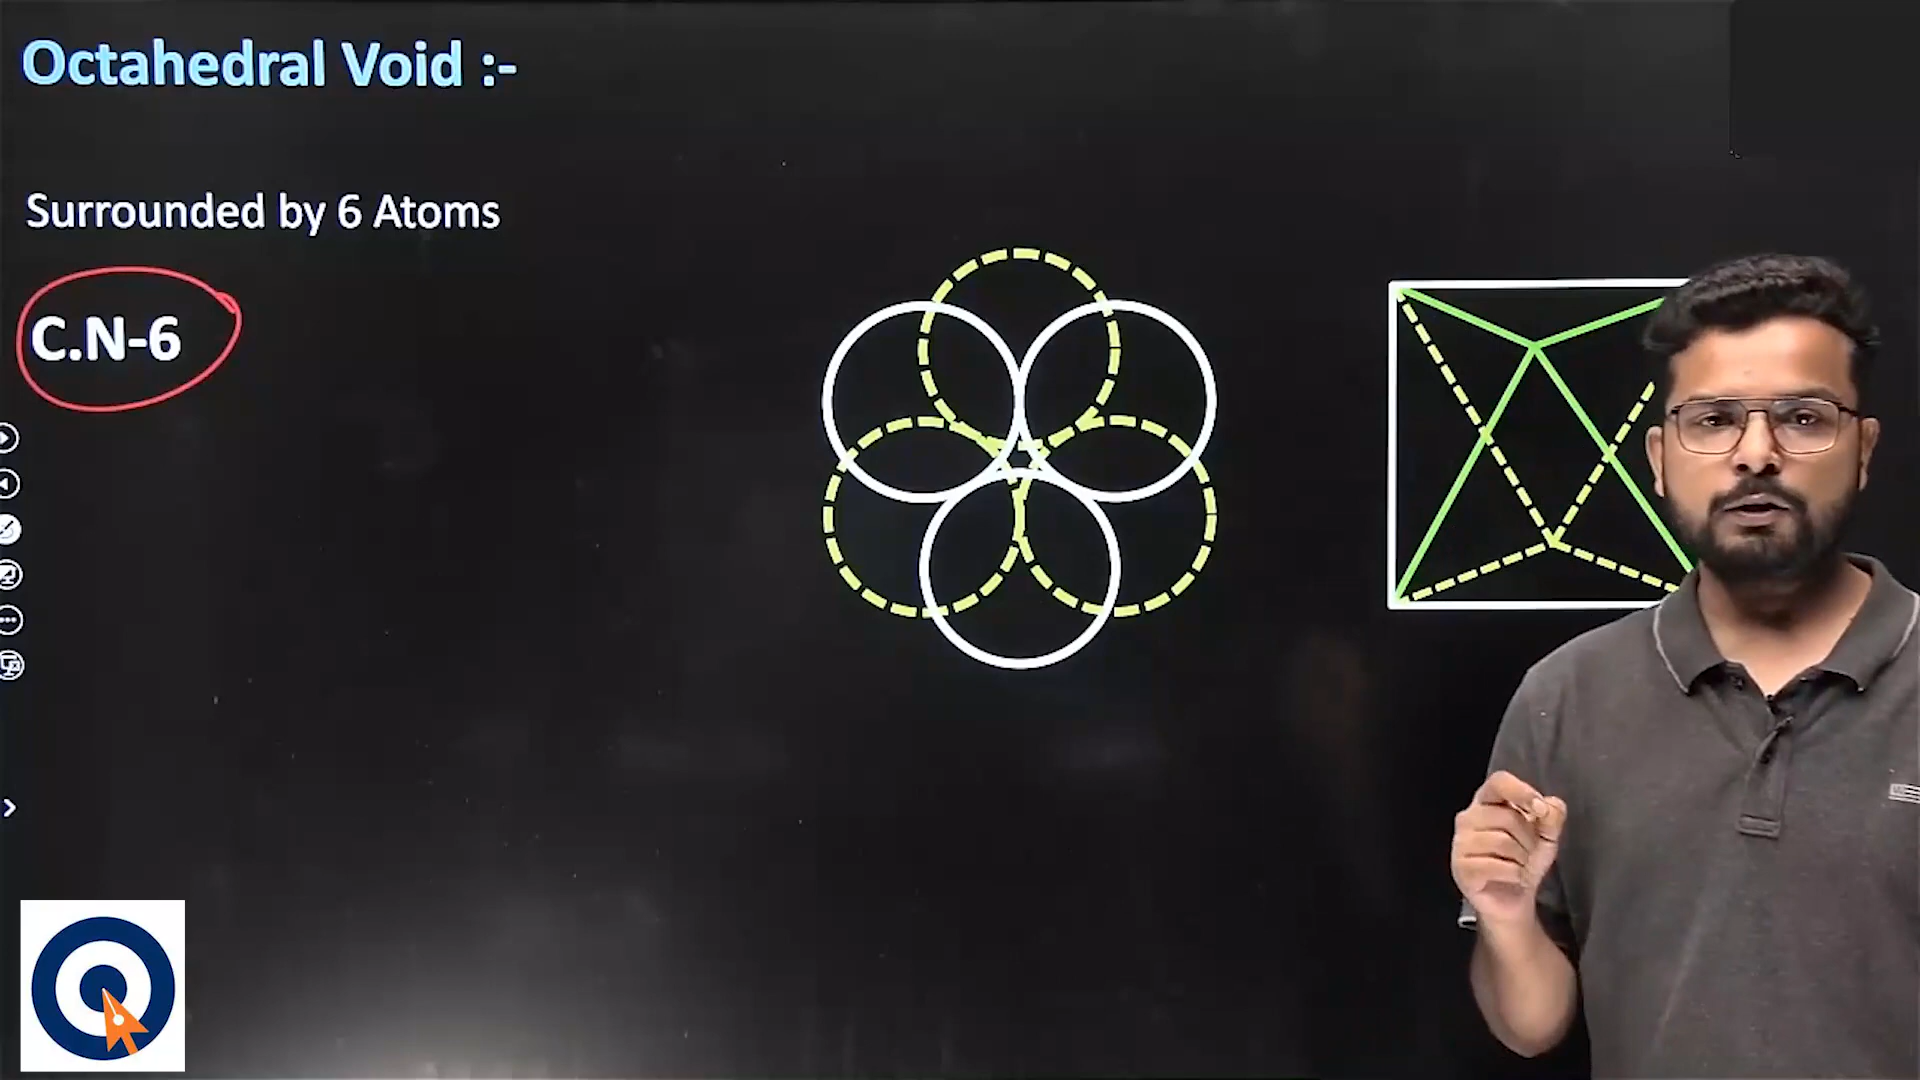 Octahedral Void :-
Surrounded by 6 Atoms
C.N-6